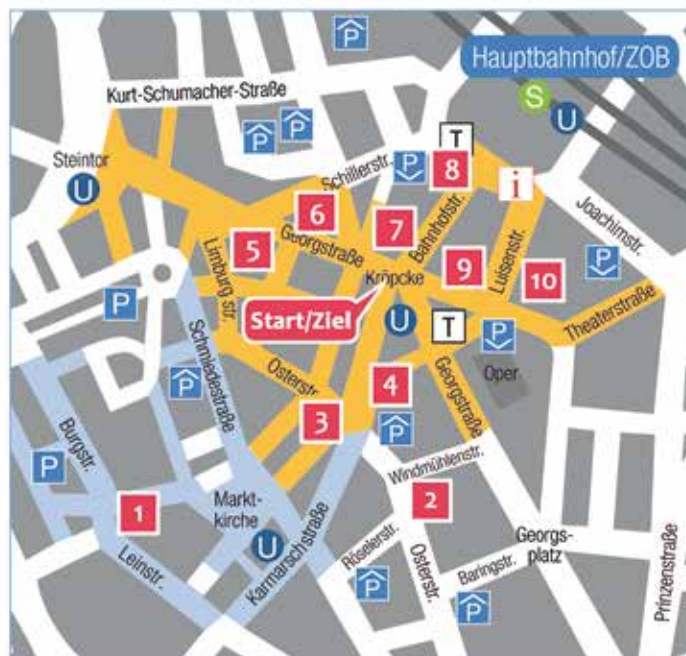 P
Hauptbahnhof/ZOB
S
U
Kurt-Schumacher-Straße
P
P
T
Steintor
U
Schillerstr.
P
8
i
6
7
Bahnhofstr.
Joachimstr.
5
Georgstraße
Limburgstr.
Kröpcke
9
Luisenstr.
10
P
P
Start/Ziel
U
T
P
Theaterstraße
Schmiedestraße
Osterstr.
4
Georgstraße
Oper
P
3
P
Burgstr.
P
Windmühlenstr.
2
1
Markt-
kirche
U
Karmarschstraße
Georgs-
platz
Leinstr.
Röselerstr.
Osterstr.
Baringstr.
Prinzenstraße
P
P